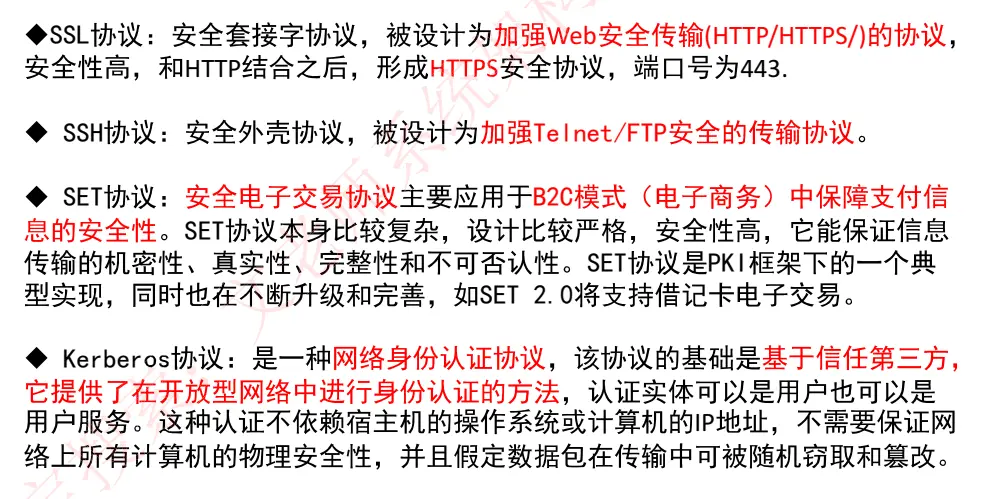 ◆SSL协议：安全套接字协议，被设计为加强Web安全传输(HTTP/HTTPS/)的协议，
安全性高，和HTTP结合之后，形成HTTPS安全协议，端口号为443.
◆ SSH协议：安全外壳协议，被设计为加强Telnet/FTP安全的传输协议。
◆ SET协议：安全电子交易协议主要应用于B2C模式（电子商务）中保障支付信
息的安全性。SET协议本身比较复杂，设计比较严格，安全性高，它能保证信息
传输的机密性、真实性、完整性和不可否认性。SET协议是PKI框架下的一个典
型实现，同时也在不断升级和完善，如SET 2.0将支持借记卡电子交易。
◆ Kerberos协议：是一种网络身份认证协议，该协议的基础是基于信任第三方，
它提供了在开放型网络中进行身份认证的方法，认证实体可以是用户也可以是
用户服务。这种认证不依赖宿主机的操作系统或计算机的IP地址，不需要保证网
络上所有计算机的物理安全性，并且假定数据包在传输中可被随机窃取和篡改。